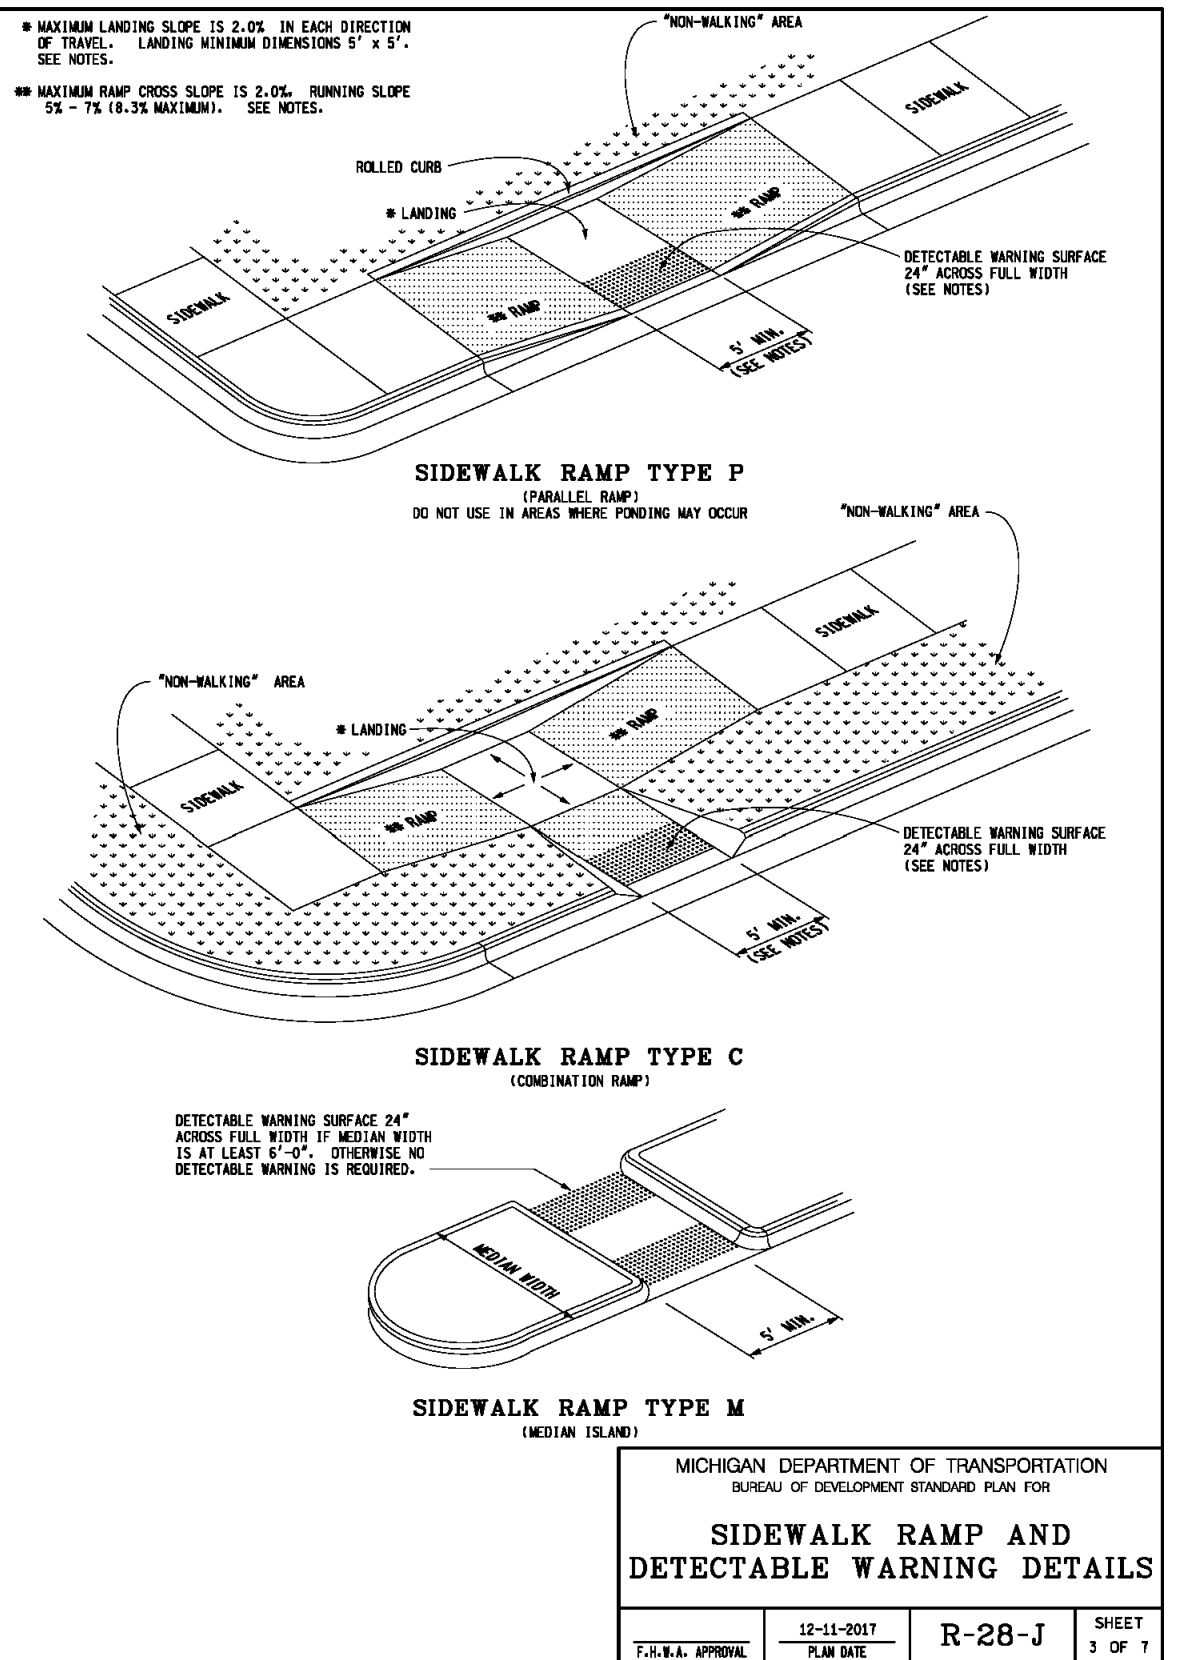 * MAXIMUM LANDING SLOPE IS 2.0% IN EACH DIRECTION
OF TRAVEL. LANDING MINIMUM DIMENSIONS 5' x 5'.
SEE NOTES.
** MAXIMUM RAMP CROSS SLOPE IS 2.0%. RUNNING SLOPE
5% - 7% (8.3% MAXIMUM). SEE NOTES.
"NON-WALKING" AREA
SIDEWALK
ROLLED CURB
* LANDING
** RAMP
DETECTABLE WARNING SURFACE
24" ACROSS FULL WIDTH
(SEE NOTES)
SIDEWALK
** RAMP
5' MIN.
(SEE NOTES)
SIDEWALK RAMP TYPE P
(PARALLEL RAMP)
DO NOT USE IN AREAS WHERE PONDING MAY OCCUR
"NON-WALKING" AREA
SIDEWALK
"NON-WALKING" AREA
* LANDING
** RAMP
SIDEWALK
** RAMP
DETECTABLE WARNING SURFACE
24" ACROSS FULL WIDTH
(SEE NOTES)
5' MIN.
(SEE NOTES)
SIDEWALK RAMP TYPE C
(COMBINATION RAMP)
DETECTABLE WARNING SURFACE 24"
ACROSS FULL WIDTH IF MEDIAN WIDTH
IS AT LEAST 6'-0". OTHERWISE NO
DETECTABLE WARNING IS REQUIRED.
MEDIAN WIDTH
5' MIN.
SIDEWALK RAMP TYPE M
(MEDIAN ISLAND)
MICHIGAN DEPARTMENT OF TRANSPORTATION
BUREAU OF DEVELOPMENT STANDARD PLAN FOR
SIDEWALK RAMP AND
DETECTABLE WARNING DETAILS
F.H.W.A. APPROVAL
12-11-2017
PLAN DATE
R-28-J
SHEET
3 OF 7